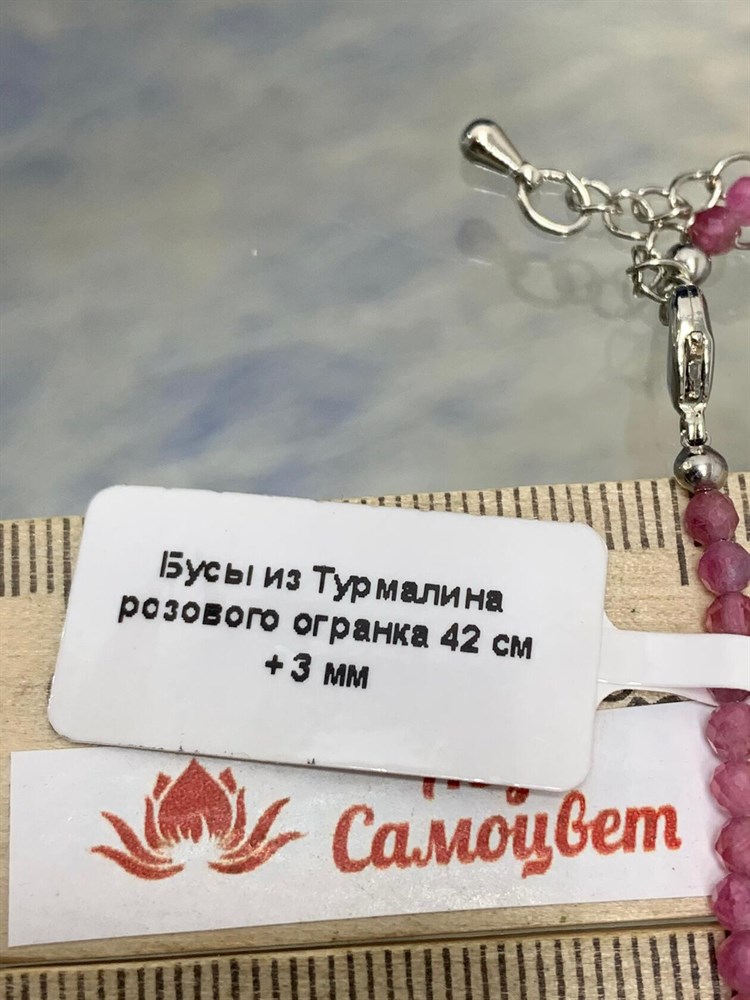 Бусы из Турмалина
розового огранка 42 см
+ 3 мм
Самоцвет